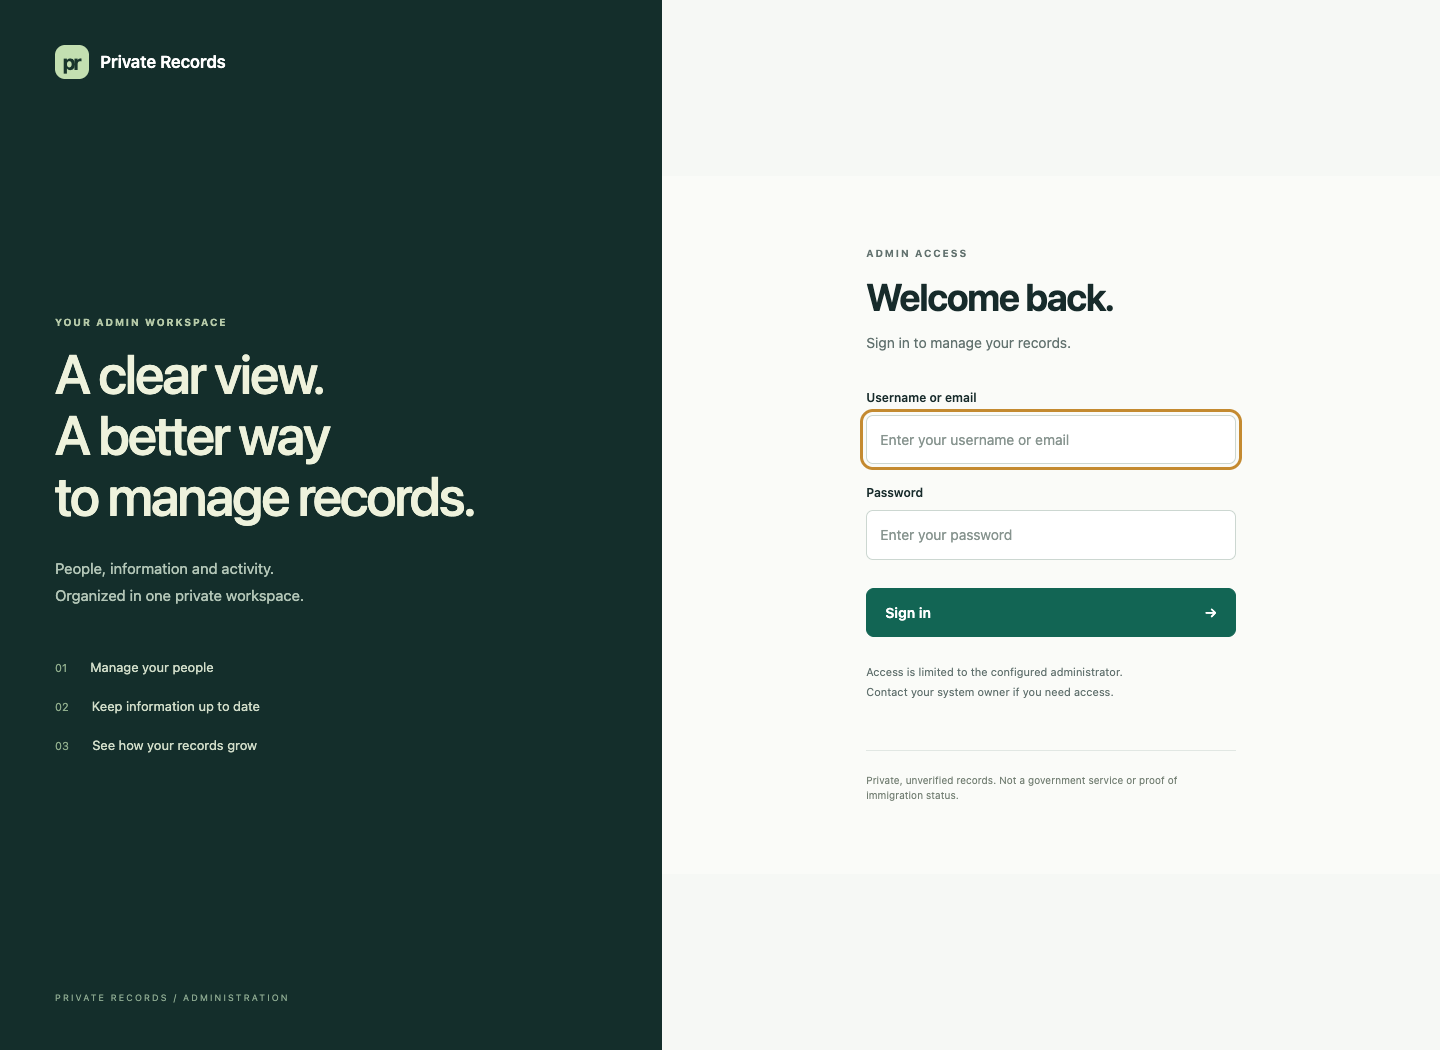 pr Private Records
YOUR ADMIN WORKSPACE
A clear view.
A better way
to manage records.
People, information and activity.
Organized in one private workspace.
01 Manage your people
02 Keep information up to date
03 See how your records grow
PRIVATE RECORDS / ADMINISTRATION
ADMIN ACCESS
Welcome back.
Sign in to manage your records.
Username or email
Enter your username or email
Password
Enter your password
Sign in →
Access is limited to the configured administrator.
Contact your system owner if you need access.
Private, unverified records. Not a government service or proof of
immigration status.